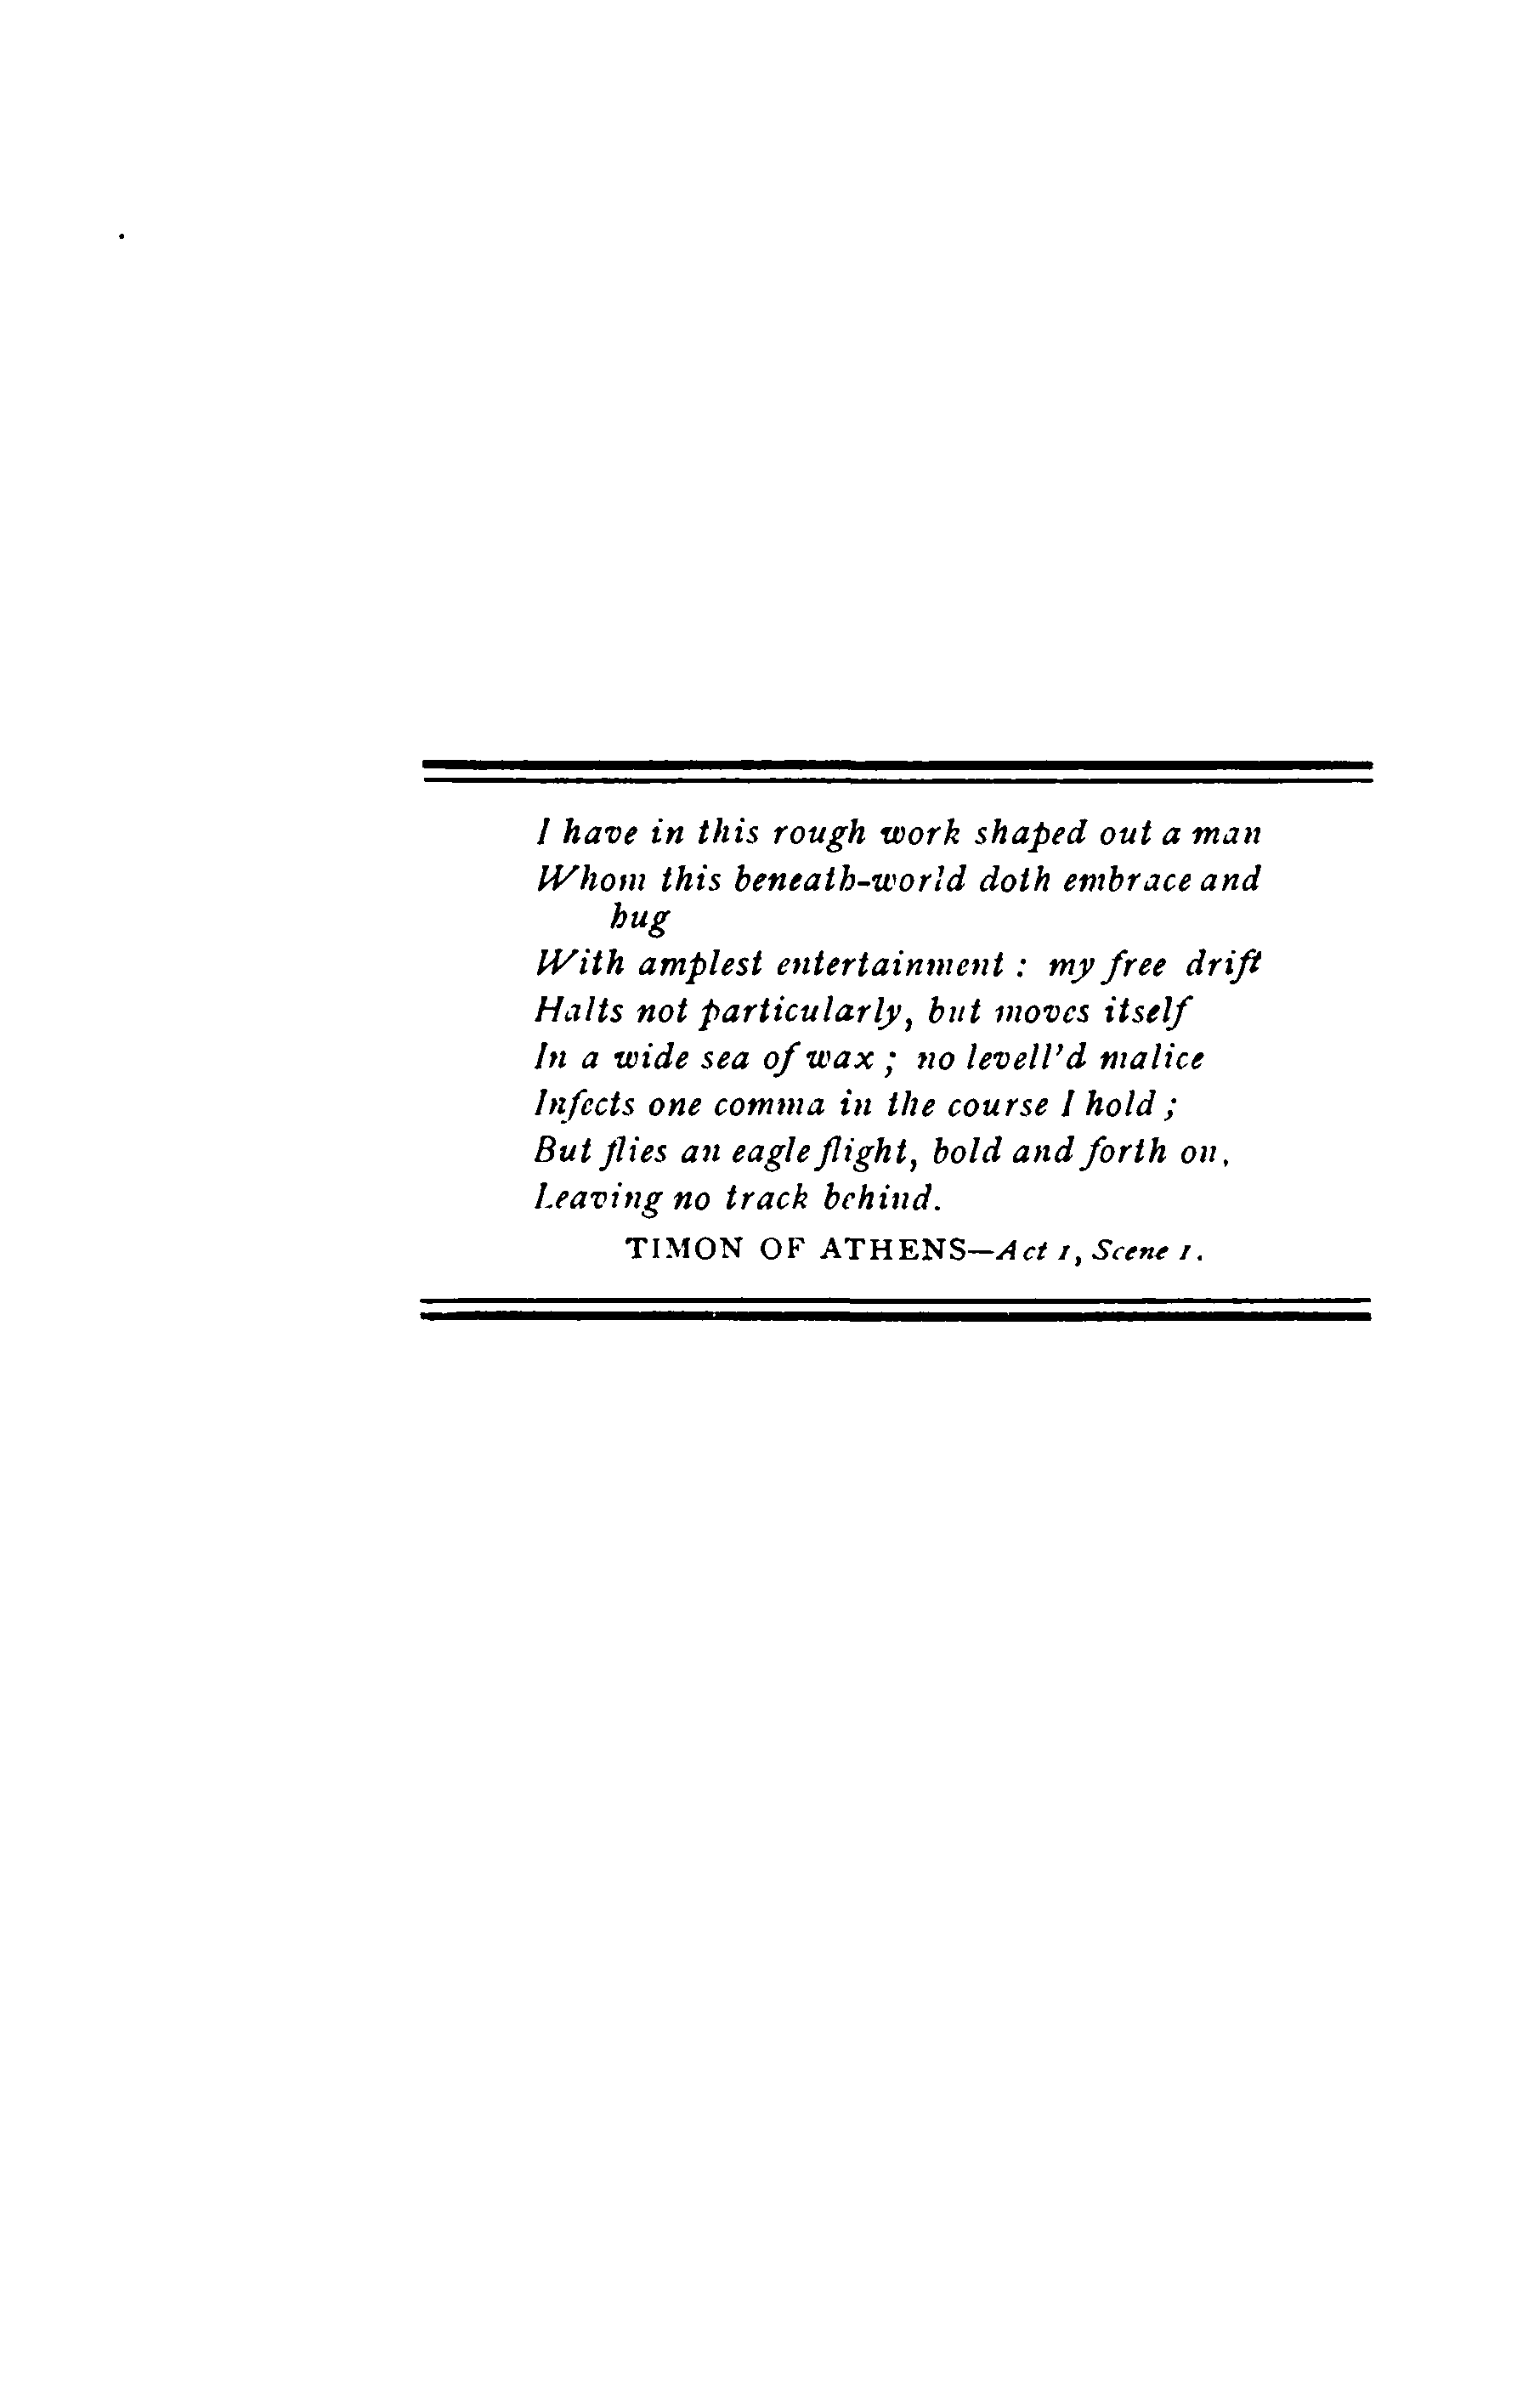 I have in this rough work shaped out a man
Whom this beneath-world doth embrace and
hug
With amplest entertainment : my free drift
Halts not particularly, but moves itself
In a wide sea of wax ; no levell’d malice
Infects one comma in the course I hold ;
But flies an eagle flight, bold and forth on,
Leaving no track behind.
TIMON OF ATHENS—Act 1, Scene 1.